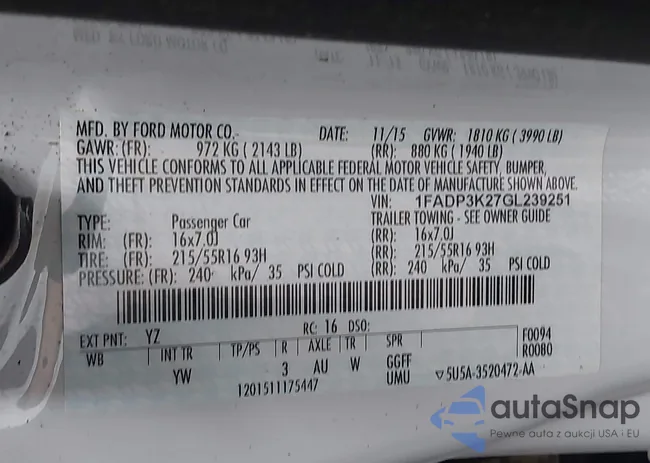 MFD. BY FORD MOTOR CO.- DATE: 11/15 GVWR: 1810 KG ( 3990 LB)
GAWR: (FR): 972 KG ( 2143 LB) (RR): 880 KG ( 1940 LB)
THIS VEHICLE CONFORMS TO ALL APPLICABLE FEDERAL MOTOR VEHICLE SAFETY, BUMPER,
AND THEFT PREVENTION STANDARDS IN EFFECT ON THE DATE OF MANUFACTURE SHOWN ABOVE.
VIN: 1FADP3K27GL239251
TYPE: Passenger Car TRAILER TOWING - SEE OWNER GUIDE
RIM: (FR): 16x7.0J (RR): 16x7.0J
TIRE: (FR): 215/55R16 93H (RR): 215/55R16 93H
PRESSURE: (FR): 240 kPa/ 35 PSI COLD (RR): 240 kPa/ 35 PSI COLD
EXT PNT: YZ RC: 16 DSO: F0094
WB INT TR TP/PS R AXLE TR SPR R0080
YW 3 AU W GGFF
UMU ▽5U5A-3520472-AA
1201511175447
autaSnap
Pewne auta z aukcji USA i EU